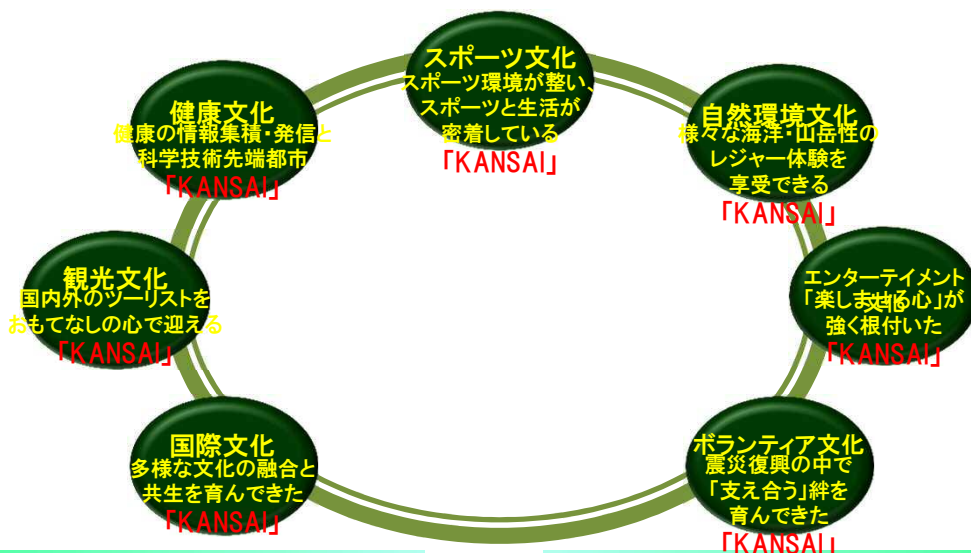 スポーツ文化
スポーツ環境が整い、
スポーツと生活が
密着している
「KANSAI」
健康文化
健康の情報集積・発信と
科学技術先端都市
「KANSAI」
自然環境文化
様々な海洋・山岳性の
レジャー体験を
享受できる
「KANSAI」
観光文化
国内外のツーリストを
おもてなしの心で迎える
「KANSAI」
エンターテイメント
文化
「楽しませる心」が
強く根付いた
「KANSAI」
国際文化
多様な文化の融合と
共生を育んできた
「KANSAI」
ボランティア文化
震災復興の中で
「支え合う」絆を
育んできた
「KANSAI」